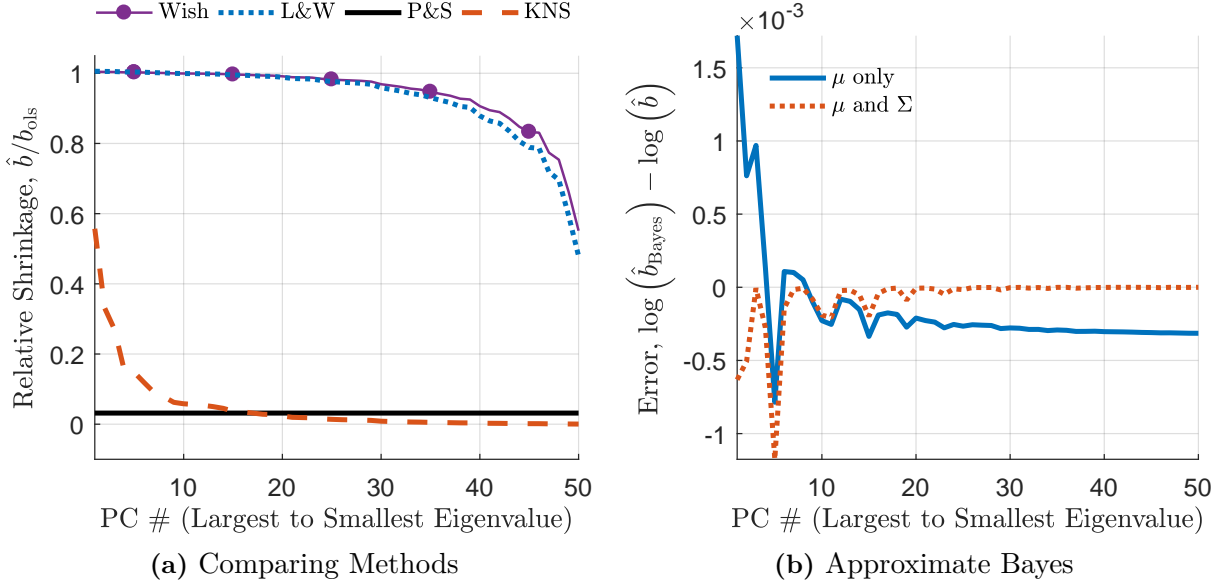 Wish L&W P&S KNS
Relative Shrinkage, b̂/b_ols
1
0.8
0.6
0.4
0.2
0
10 20 30 40 50
PC # (Largest to Smallest Eigenvalue)
(a) Comparing Methods
×10⁻³
Error, log (b̂_Bayes) − log (b̂)
μ only
μ and Σ
1.5
1
0.5
0
-0.5
-1
10 20 30 40 50
PC # (Largest to Smallest Eigenvalue)
(b) Approximate Bayes